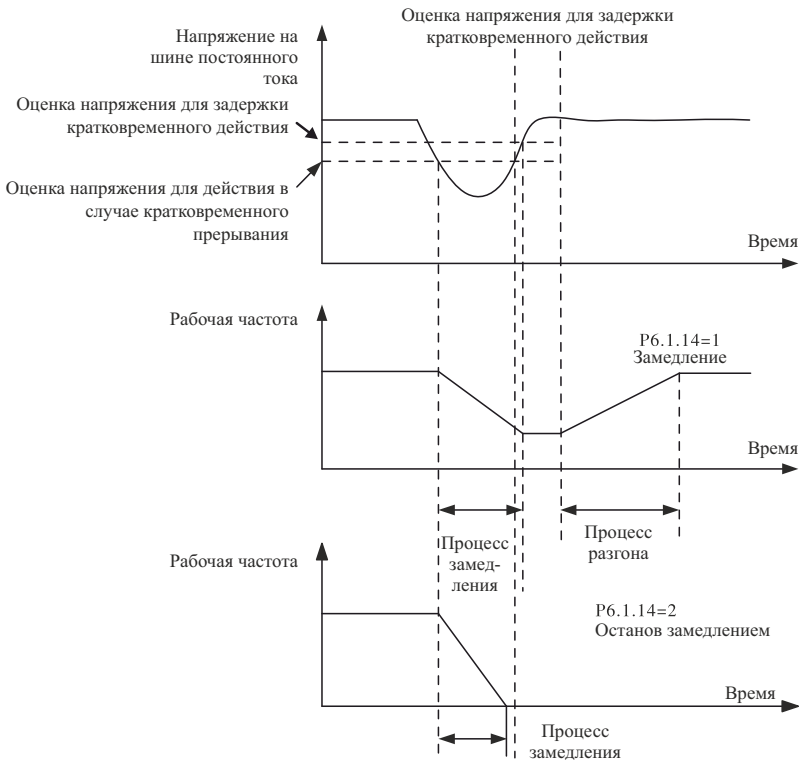 Оценка напряжения для задержки
кратковременного действия
Напряжение на
шине постоянного
тока
Оценка напряжения для задержки
кратковременного действия
Оценка напряжения для действия в
случае кратковременного
прерывания
Время
Рабочая частота
P6.1.14=1
Замедление
Время
Процесс
замед-
ления
Процесс
разгона
Рабочая частота
P6.1.14=2
Останов замедлением
Время
Процесс
замедления